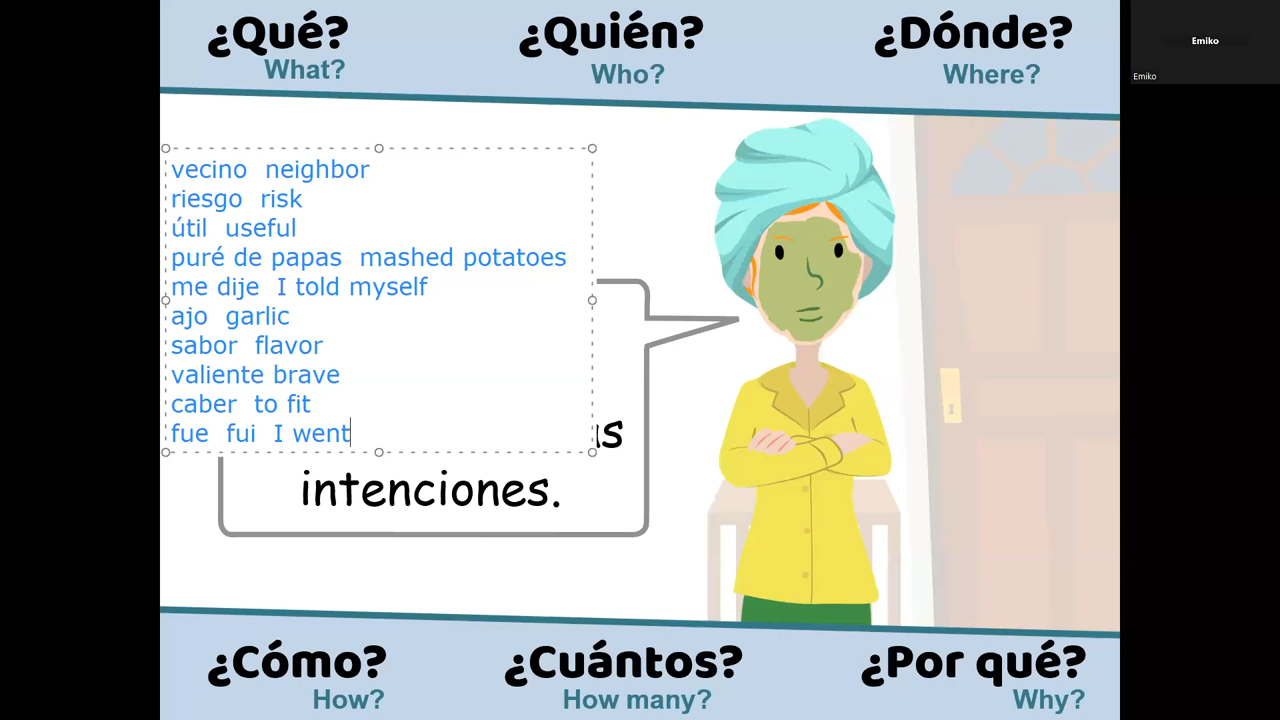 ¿Qué?
What?
¿Quién?
Who?
¿Dónde?
Where?
Emiko
Emiko
vecino neighbor
riesgo risk
útil useful
puré de papas mashed potatoes
me dije I told myself
ajo garlic
sabor flavor
valiente brave
caber to fit
fue fui I went
intenciones.
¿Cómo?
How?
¿Cuántos?
How many?
¿Por qué?
Why?